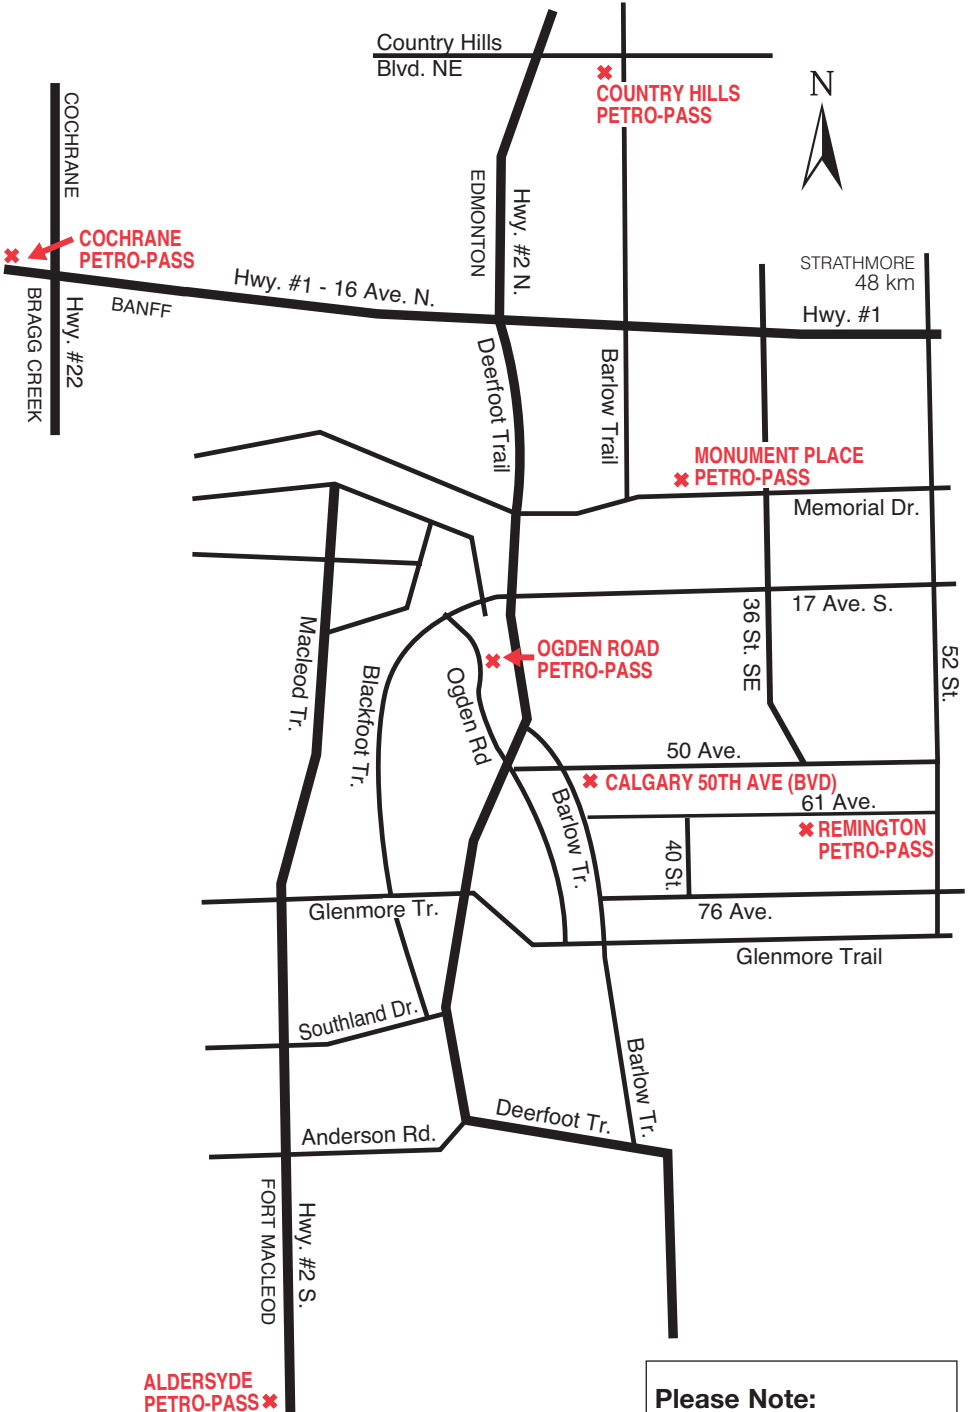 Country Hills
Blvd. NE
COUNTRY HILLS
PETRO-PASS
N
COCHRANE
COCHRANE
PETRO-PASS
EDMONTON
Hwy. #2 N.
STRATHMORE
48 km
Hwy. #1 - 16 Ave. N.
BANFF
Hwy. #1
BRAGG CREEK
Hwy. #22
Deerfoot Trail
Barlow Trail
MONUMENT PLACE
PETRO-PASS
Memorial Dr.
17 Ave. S.
36 St. SE
52 St.
Macleod Tr.
Blackfoot Tr.
Ogden Rd
OGDEN ROAD
PETRO-PASS
50 Ave.
CALGARY 50TH AVE (BVD)
61 Ave.
Barlow Tr.
REMINGTON
PETRO-PASS
40 St.
Glenmore Tr.
76 Ave.
Glenmore Trail
Southland Dr.
Barlow Tr.
Deerfoot Tr.
Anderson Rd.
FORT MACLEOD
Hwy. #2 S.
ALDERSYDE
PETRO-PASS
Please Note: